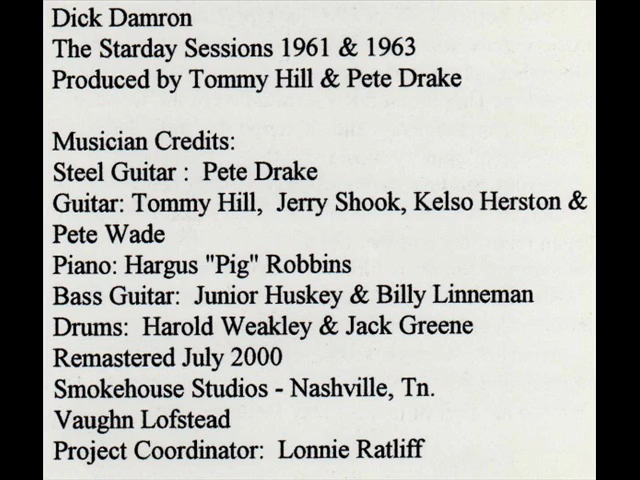 Dick Damron
The Starday Sessions 1961 & 1963
Produced by Tommy Hill & Pete Drake
Musician Credits:
Steel Guitar : Pete Drake
Guitar: Tommy Hill, Jerry Shook, Kelso Herston &
Pete Wade
Piano: Hargus "Pig" Robbins
Bass Guitar: Junior Huskey & Billy Linneman
Drums: Harold Weakley & Jack Greene
Remastered July 2000
Smokehouse Studios - Nashville, Tn.
Vaughn Lofstead
Project Coordinator: Lonnie Ratliff